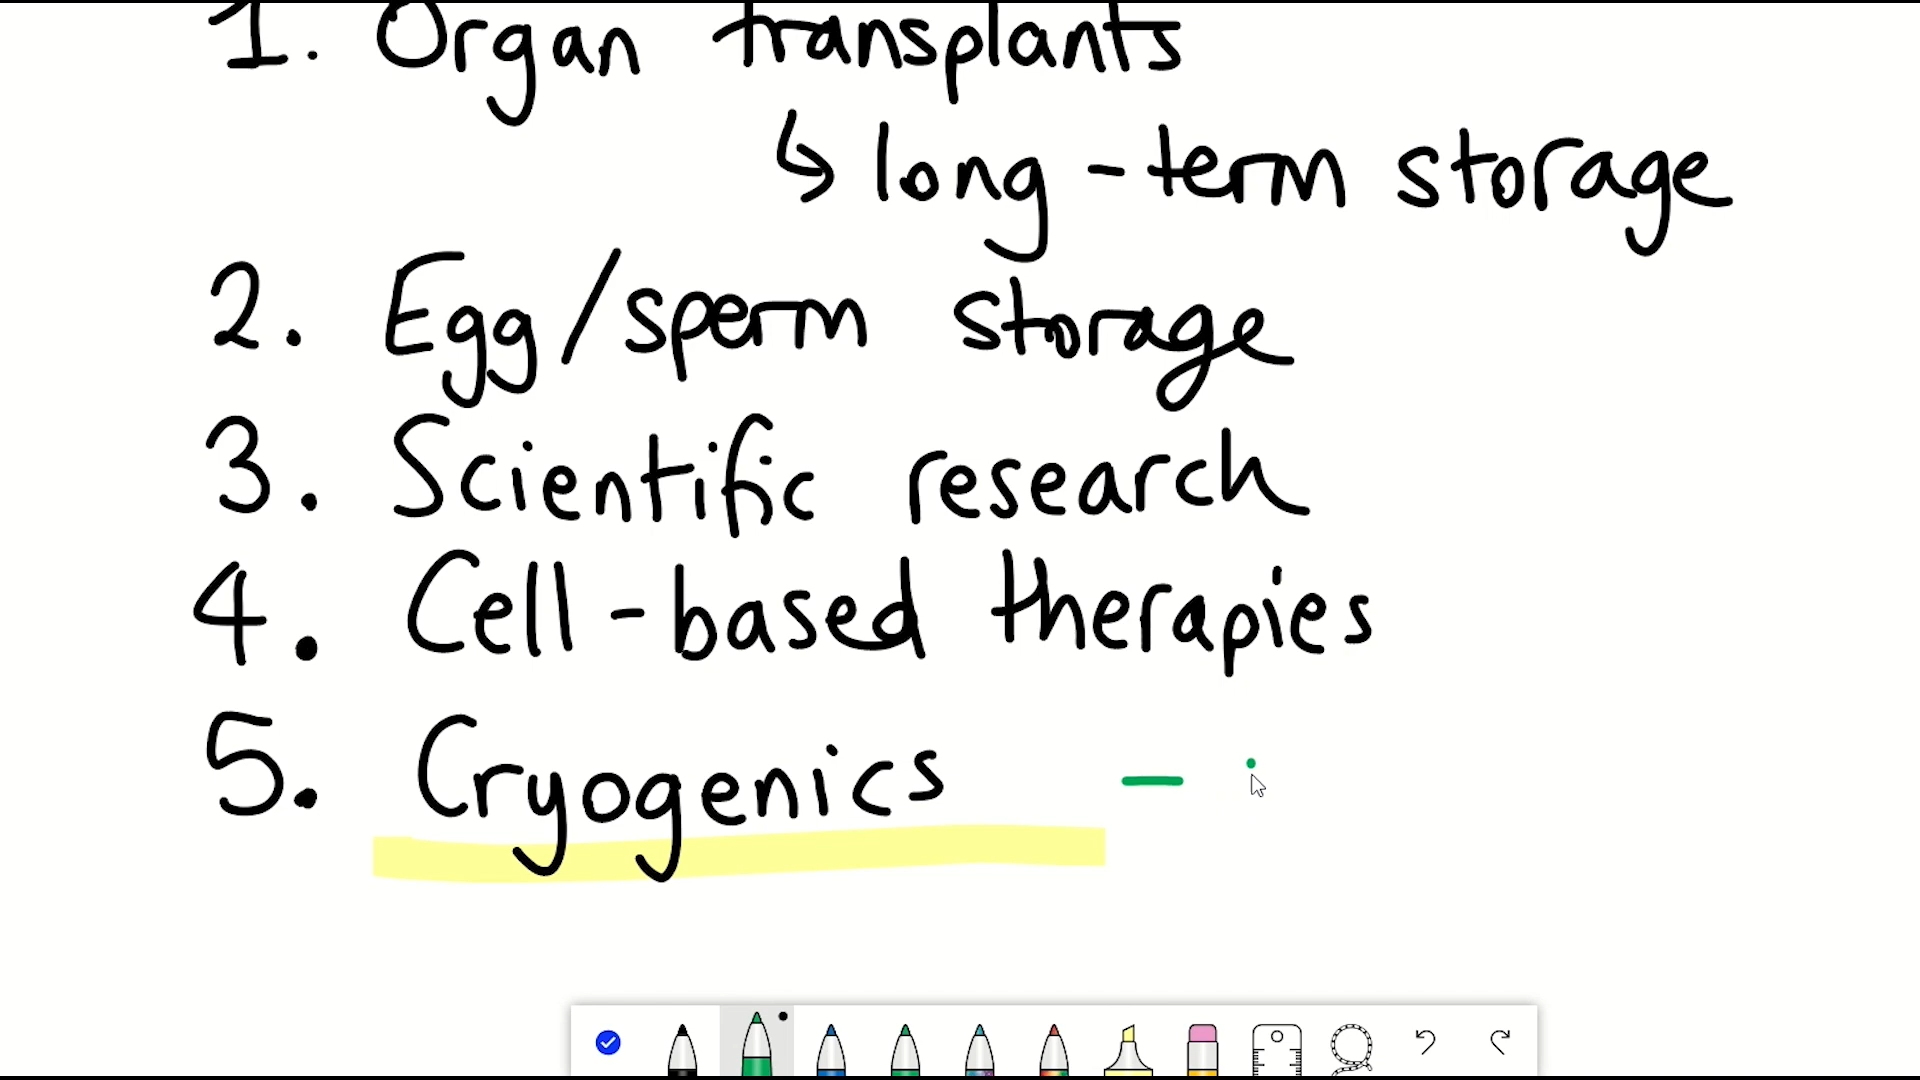 1. Organ transplants
↳ long-term storage
2. Egg/sperm storage
3. Scientific research
4. Cell-based therapies
5. Cryogenics -